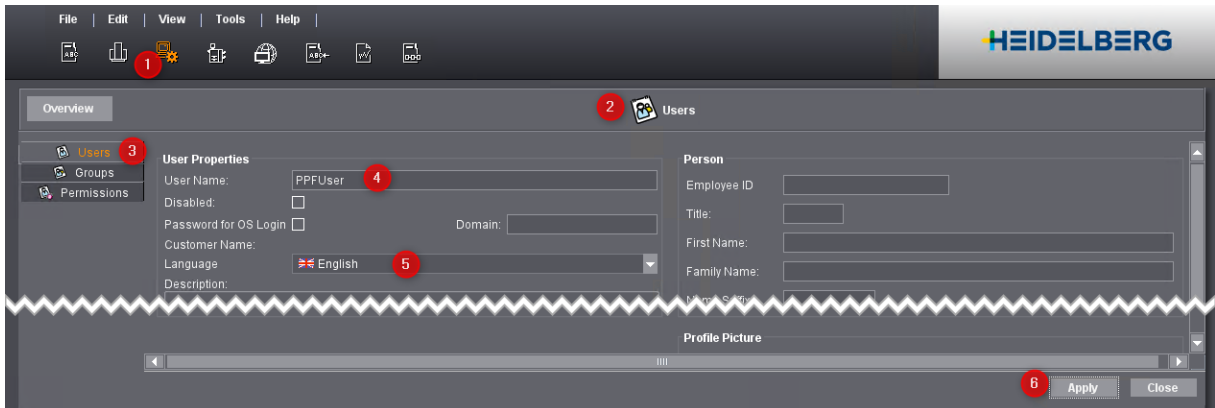 File | Edit | View | Tools | Help |
HEIDELBERG
ABC
ABC
1
Overview
2 Users
Users 3
Groups
Permissions
User Properties
User Name: PPFUser 4
Disabled:
Password for OS Login Domain:
Customer Name:
Language English 5
Description:
Person
Employee ID
Title:
First Name:
Family Name:
Profile Picture
6 Apply Close